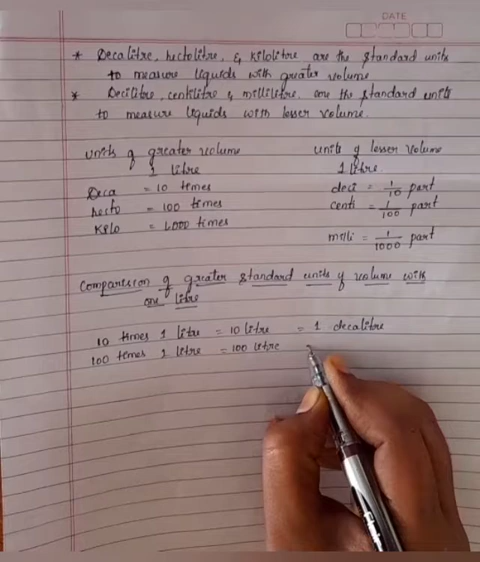 DATE
* Decalitre, hectolitre, & kilolitre are the standard units
to measure liquids with greater volume
* Decilitre, centilitre & millilitre are the standard units
to measure liquids with lesser volume.
units of greater volume
1 litre
Deca = 10 times
hecto = 100 times
Kilo = 1,000 times
units of lesser volume
1 litre.
deci = 1/10 part
centi = 1/100 part
milli = 1/1000 part
Comparision of greater standard units of volume with
one litre
10 times 1 litre = 10 litre = 1 decalitre
100 times 1 litre = 100 litre =